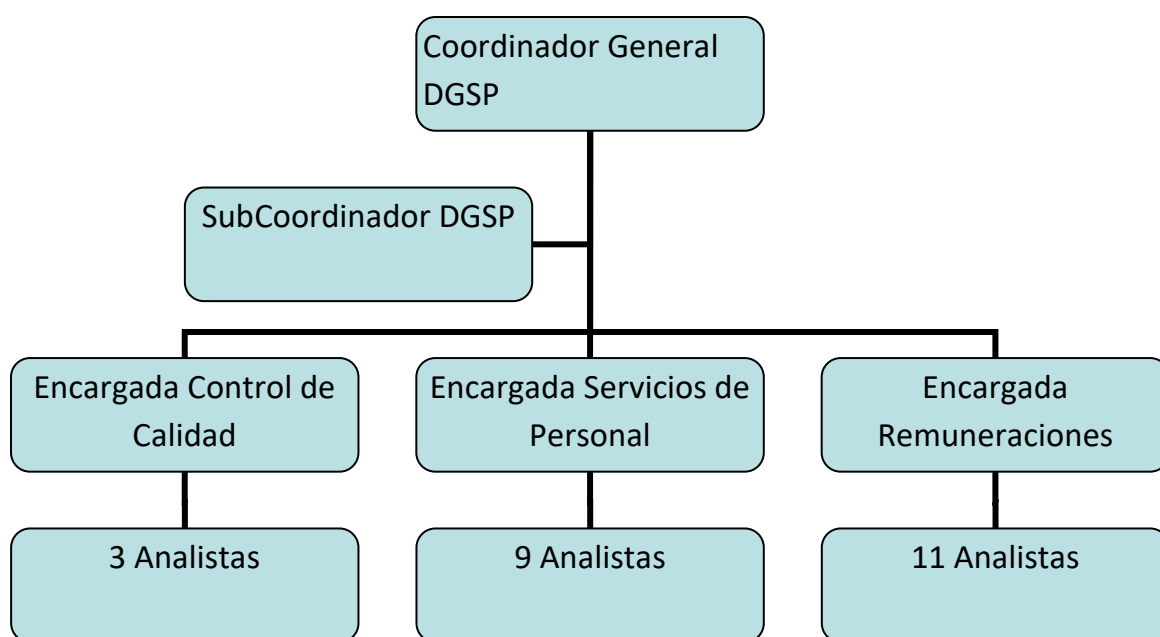 Coordinador General
DGSP
SubCoordinador DGSP
Encargada Control de
Calidad
Encargada Servicios de
Personal
Encargada
Remuneraciones
3 Analistas
9 Analistas
11 Analistas